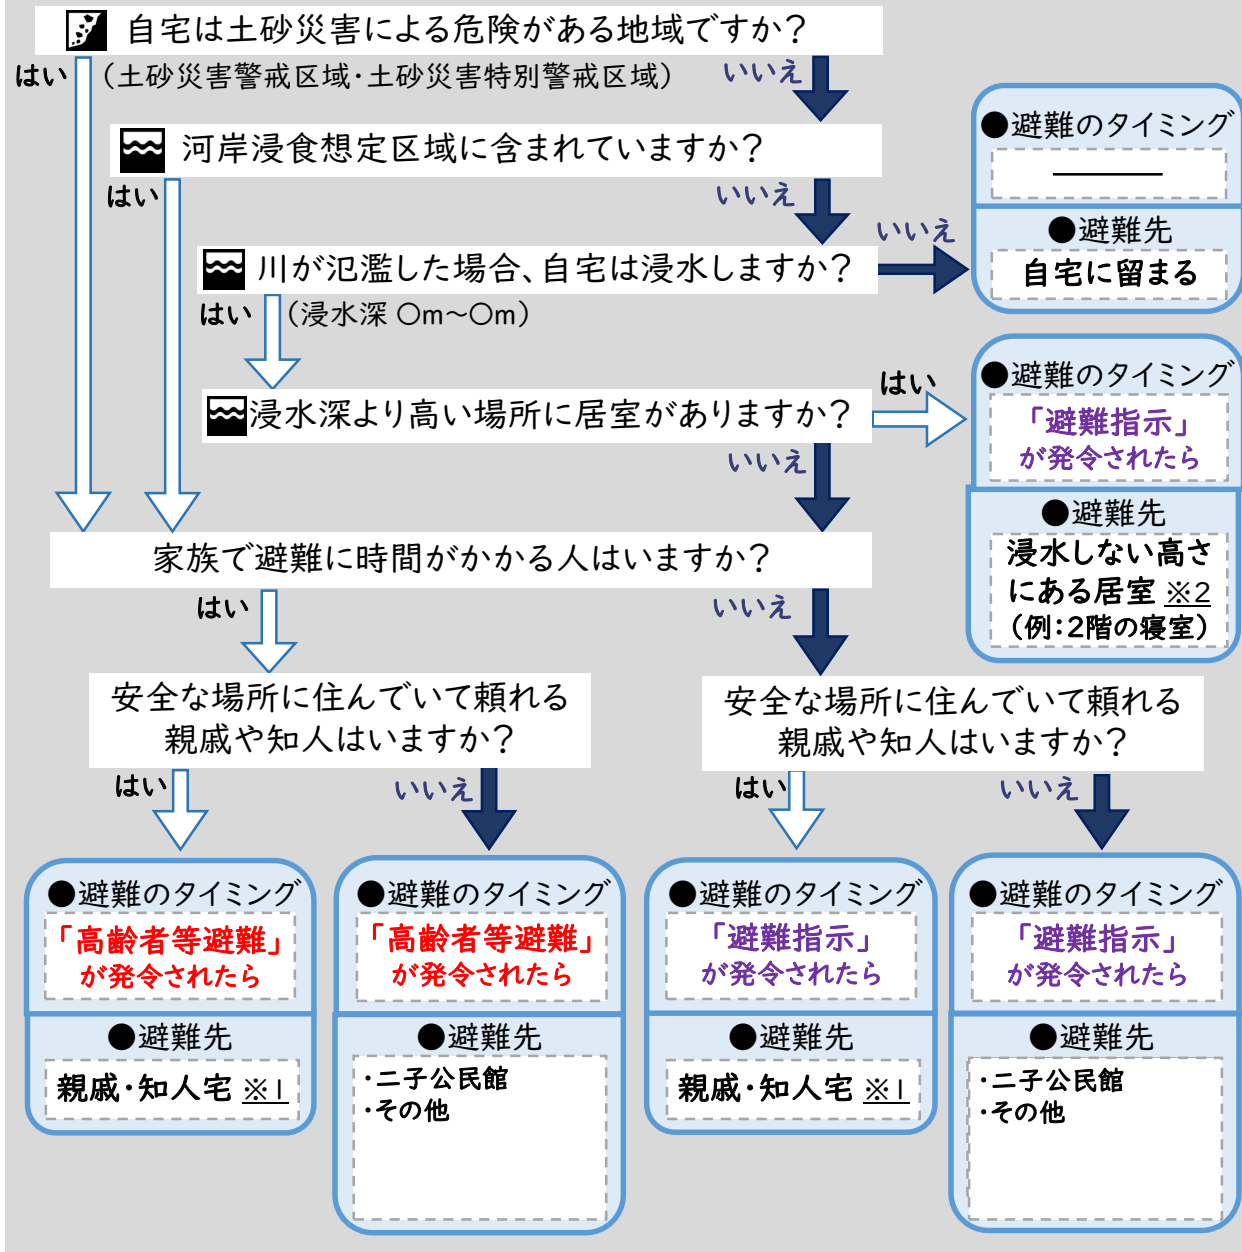 自宅は土砂災害による危険がある地域ですか?
はい
(土砂災害警戒区域・土砂災害特別警戒区域)
いいえ
河岸浸食想定区域に含まれていますか?
はい
いいえ
川が氾濫した場合、自宅は浸水しますか?
いいえ
●避難のタイミング
―――
●避難先
自宅に留まる
はい
(浸水深 ○m~○m)
浸水深より高い場所に居室がありますか?
はい
●避難のタイミング
「避難指示」
が発令されたら
●避難先
浸水しない高さ
にある居室 ※2
(例:2階の寝室)
いいえ
家族で避難に時間がかかる人はいますか?
はい
いいえ
安全な場所に住んでいて頼れる
親戚や知人はいますか?
はい
いいえ
安全な場所に住んでいて頼れる
親戚や知人はいますか?
はい
いいえ
●避難のタイミング
「高齢者等避難」
が発令されたら
●避難先
親戚・知人宅 ※1
●避難のタイミング
「高齢者等避難」
が発令されたら
●避難先
・二子公民館
・その他
●避難のタイミング
「避難指示」
が発令されたら
●避難先
親戚・知人宅 ※1
●避難のタイミング
「避難指示」
が発令されたら
●避難先
・二子公民館
・その他